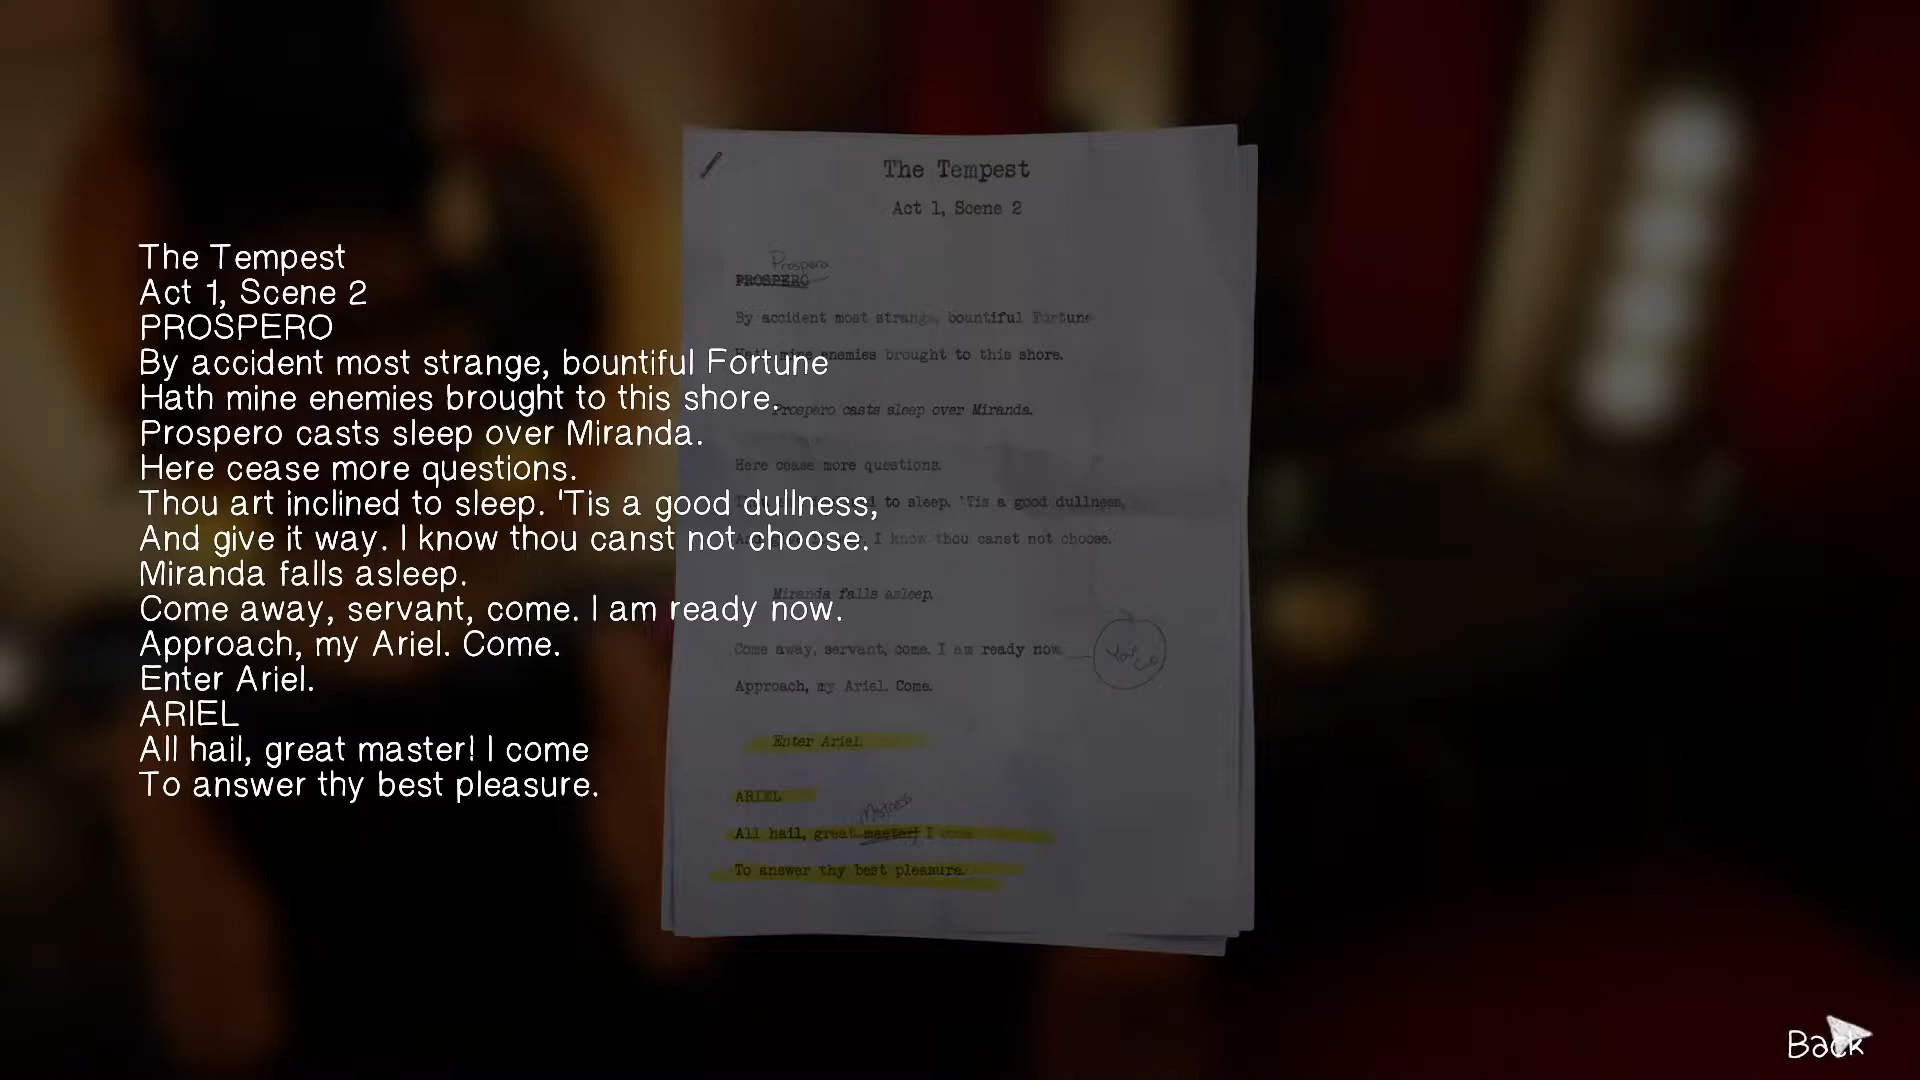 The Tempest
Act 1, Scene 2
PROSPERO
By accident most strange, bountiful Fortune
Hath mine enemies brought to this shore.
Prospero casts sleep over Miranda.
Here cease more questions.
Thou art inclined to sleep. 'Tis a good dullness,
And give it way. I know thou canst not choose.
Miranda falls asleep.
Come away, servant, come. I am ready now.
Approach, my Ariel. Come.
Enter Ariel.
ARIEL
All hail, great master! I come
To answer thy best pleasure.
The Tempest
Act 1, Scene 2
Prospera
PROSPERO
By accident most strange, bountiful Fortune
enemies brought to this shore.
Prospero casts sleep over Miranda.
Here cease more questions.
to sleep. 'Tis a good dullness,
I know thou canst not choose.
Miranda falls asleep.
Come away, servant, come. I am ready now.
Approach, my Ariel. Come.
Enter Ariel.
ARIEL
All hail, great master! I come
To answer thy best pleasure.
Back